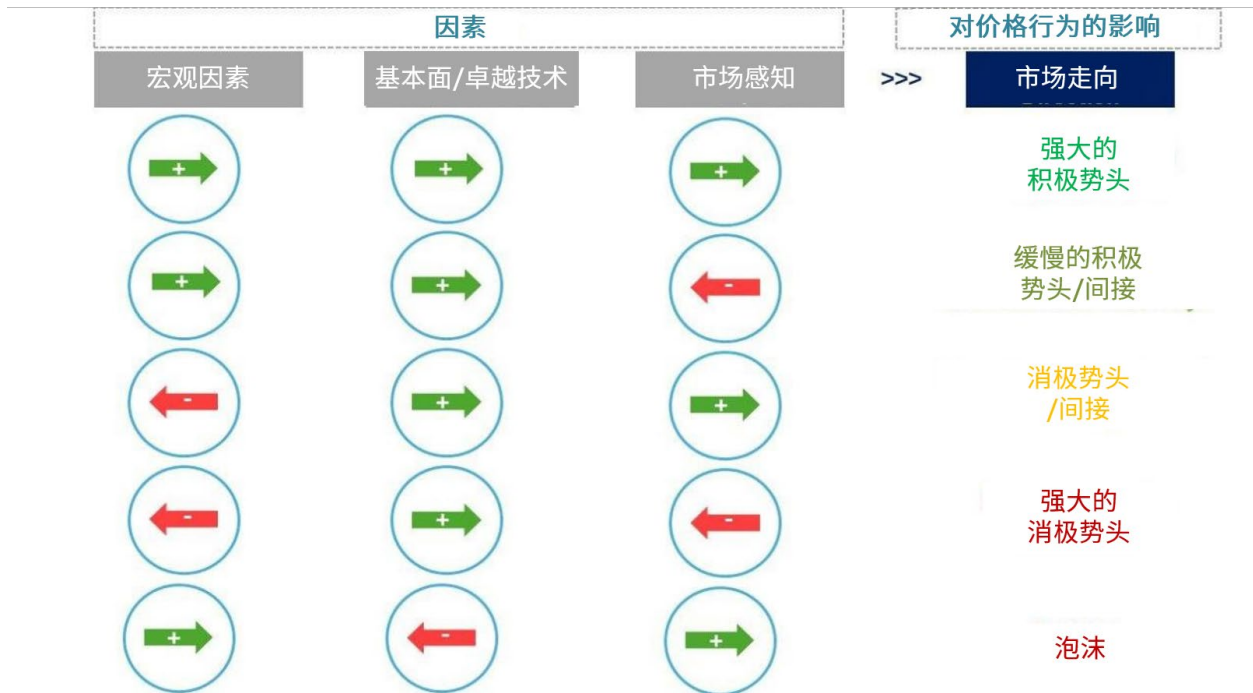 因素
对价格行为的影响
宏观因素
基本面/卓越技术
市场感知
>>>
市场走向
+
+
+
强大的
积极势头
+
+
-
缓慢的积极
势头/间接
-
+
+
消极势头
/间接
-
+
-
强大的
消极势头
+
-
+
泡沫